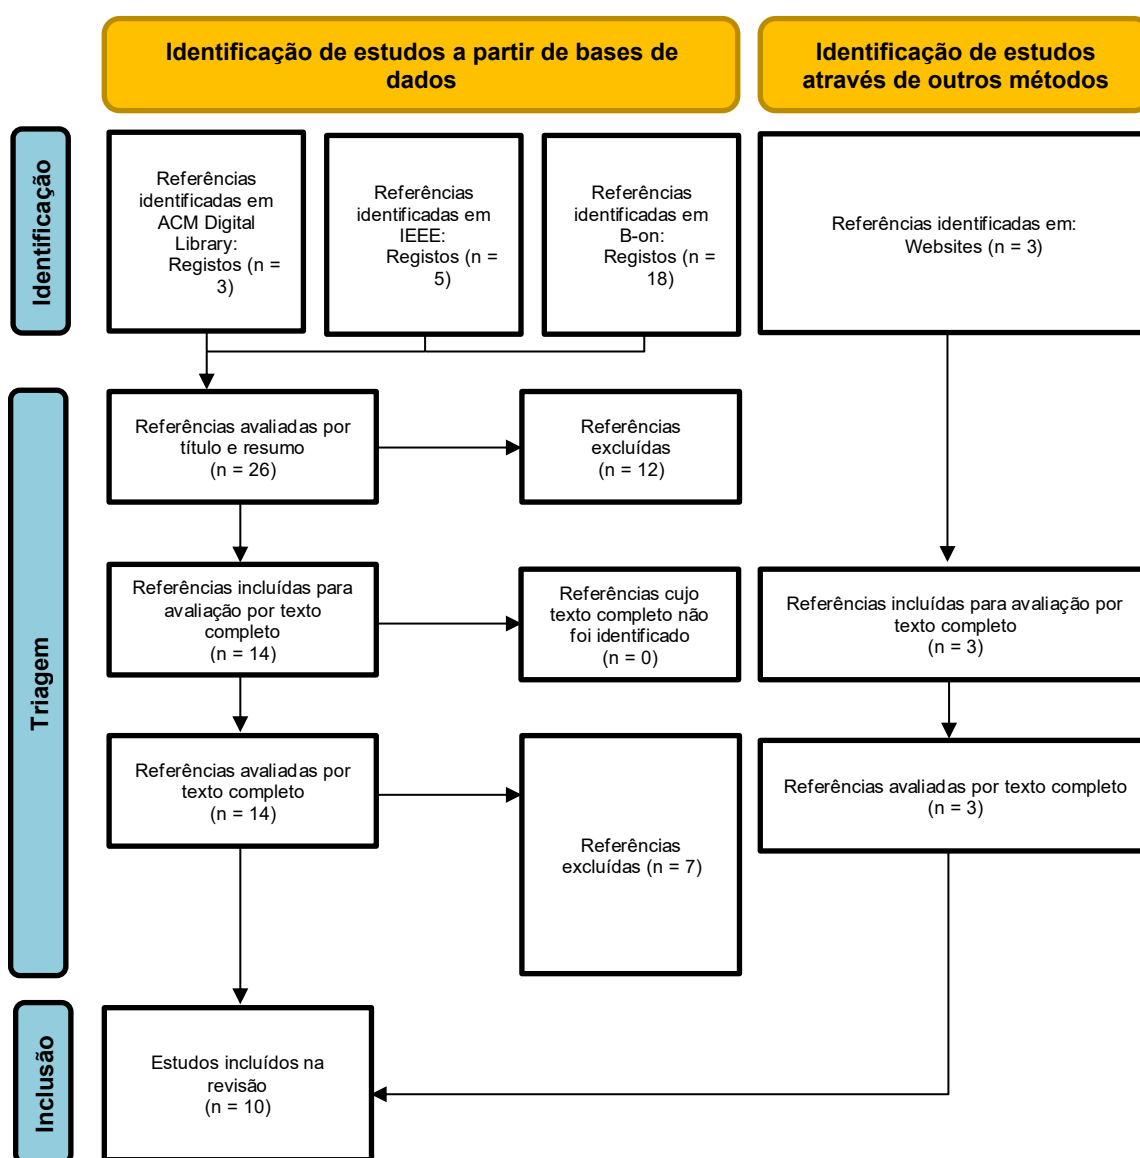 Identificação de estudos a partir de bases de
dados
Identificação de estudos
através de outros métodos
Identificação
Referências
identificadas em
ACM Digital
Library:
Registos (n =
3)
Referências
identificadas em
IEEE:
Registos (n =
5)
Referências
identificadas em
B-on:
Registos (n =
18)
Referências identificadas em:
Websites (n = 3)
Triagem
Referências avaliadas por
título e resumo
(n = 26)
Referências
excluídas
(n = 12)
Referências incluídas para
avaliação por texto
completo
(n = 14)
Referências cujo
texto completo não
foi identificado
(n = 0)
Referências incluídas para avaliação por
texto completo
(n = 3)
Referências avaliadas por
texto completo
(n = 14)
Referências
excluídas (n = 7)
Referências avaliadas por texto completo
(n = 3)
Inclusão
Estudos incluídos na
revisão
(n = 10)